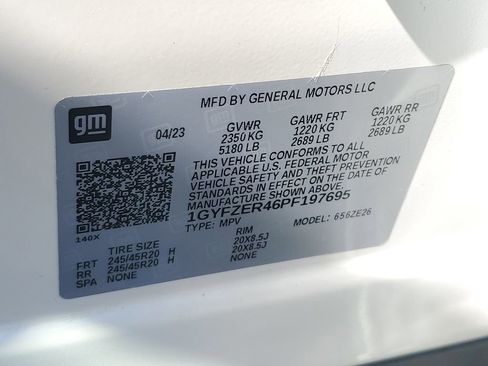 gm
MFD BY GENERAL MOTORS LLC
04/23 GVWR GAWR FRT GAWR RR
2350 KG 1220 KG 1220 KG
5180 LB 2689 LB 2689 LB
THIS VEHICLE CONFORMS TO ALL
APPLICABLE U.S. FEDERAL MOTOR
VEHICLE SAFETY AND THEFT PREVENTION
STANDARDS IN EFFECT ON THE DATE OF
MANUFACTURE SHOWN ABOVE.
1GYFZER46PF197695
TYPE: MPV MODEL: 6562E26
140X
TIRE SIZE RIM
FRT 245/45R20 H 20X8.5J
RR 245/45R20 H 20X8.5J
SPA NONE NONE